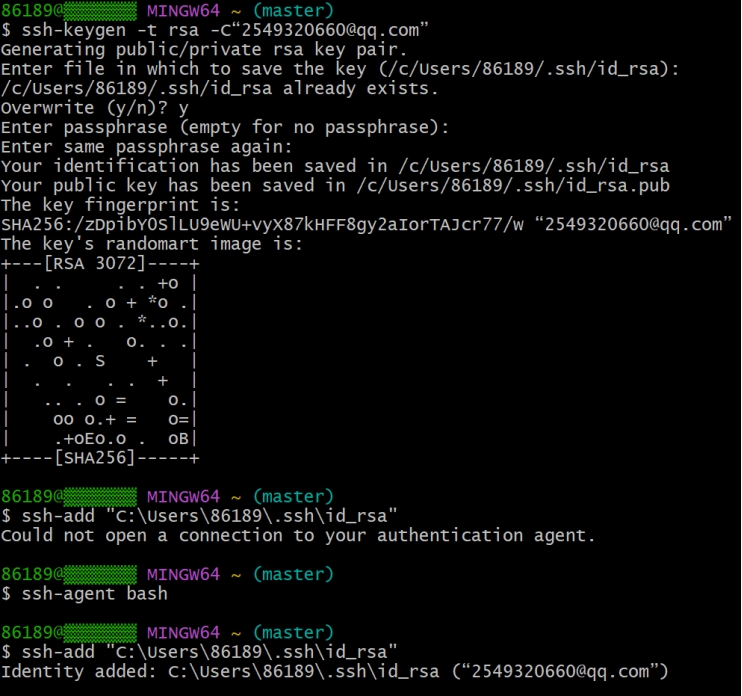 86189@▒▒▒▒▒▒▒ MINGW64 ~ (master)
$ ssh-keygen -t rsa -C“2549320660@qq.com”
Generating public/private rsa key pair.
Enter file in which to save the key (/c/Users/86189/.ssh/id_rsa):
/c/Users/86189/.ssh/id_rsa already exists.
Overwrite (y/n)? y
Enter passphrase (empty for no passphrase):
Enter same passphrase again:
Your identification has been saved in /c/Users/86189/.ssh/id_rsa
Your public key has been saved in /c/Users/86189/.ssh/id_rsa.pub
The key fingerprint is:
SHA256:/zDpibYOSlLU9eWU+vyX87kHFF8gy2aIorTAJcr77/w “2549320660@qq.com”
The key's randomart image is:
+---[RSA 3072]----+
|  . .     . . +o |
|.o o   . o + *o .|
|..o . o o . *..o.|
|  .o + .   o. . .|
| .  o . S    +   |
|  .  .   . .  +  |
|   .. . o =    o.|
|    oo o.+ =   o=|
|    .+oEo.o .  oB|
+----[SHA256]-----+
86189@▒▒▒▒▒▒▒ MINGW64 ~ (master)
$ ssh-add "C:\Users\86189\.ssh\id_rsa"
Could not open a connection to your authentication agent.
86189@▒▒▒▒▒▒▒ MINGW64 ~ (master)
$ ssh-agent bash
86189@▒▒▒▒▒▒▒ MINGW64 ~ (master)
$ ssh-add "C:\Users\86189\.ssh\id_rsa"
Identity added: C:\Users\86189\.ssh\id_rsa (“2549320660@qq.com”)